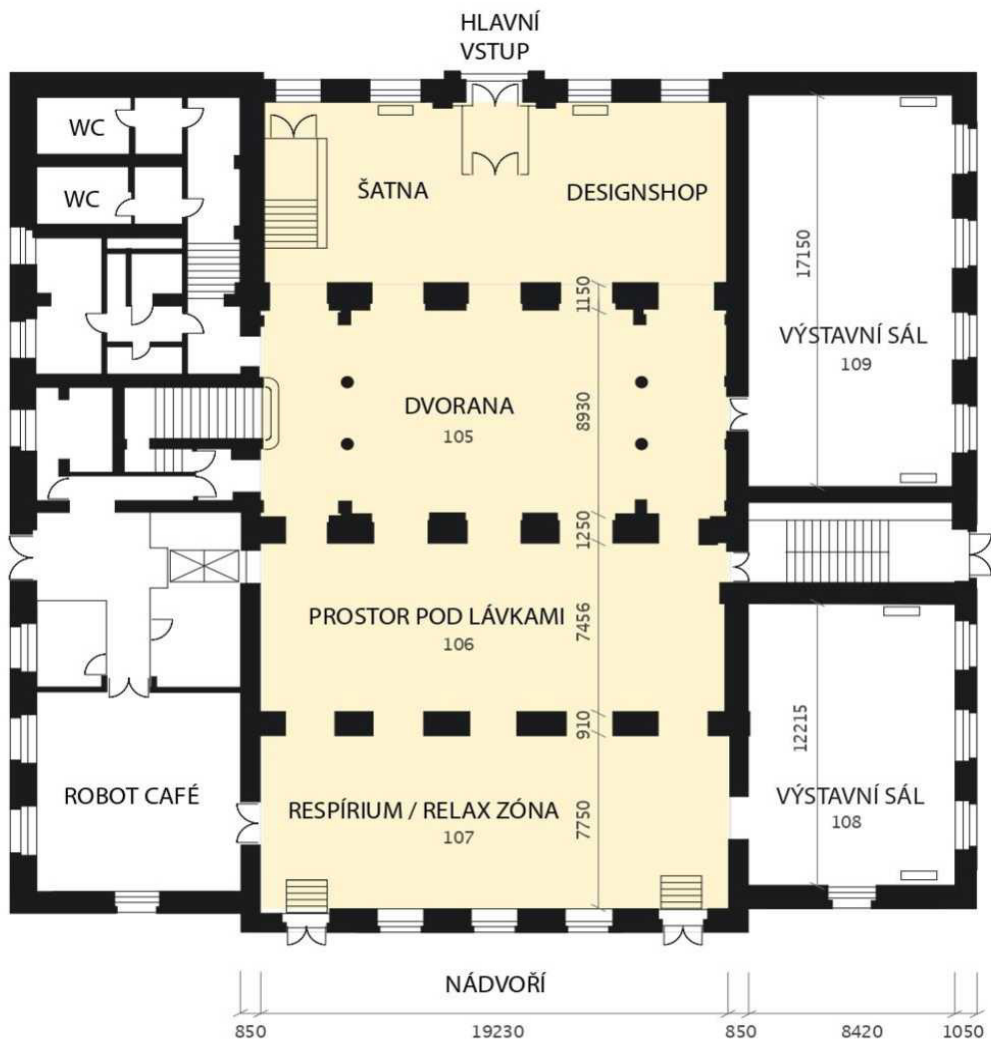 HLAVNÍ
VSTUP
WC
WC
ŠATNA
DESIGNSHOP
17150
1150
VÝSTAVNÍ SÁL
109
DVORANA
105
8930
1250
PROSTOR POD LÁVKAMI
106
7456
910
12215
ROBOT CAFÉ
RESPÍRIUM / RELAX ZÓNA
107
7750
VÝSTAVNÍ SÁL
108
NÁDVOŘÍ
850
19230
850
8420
1050